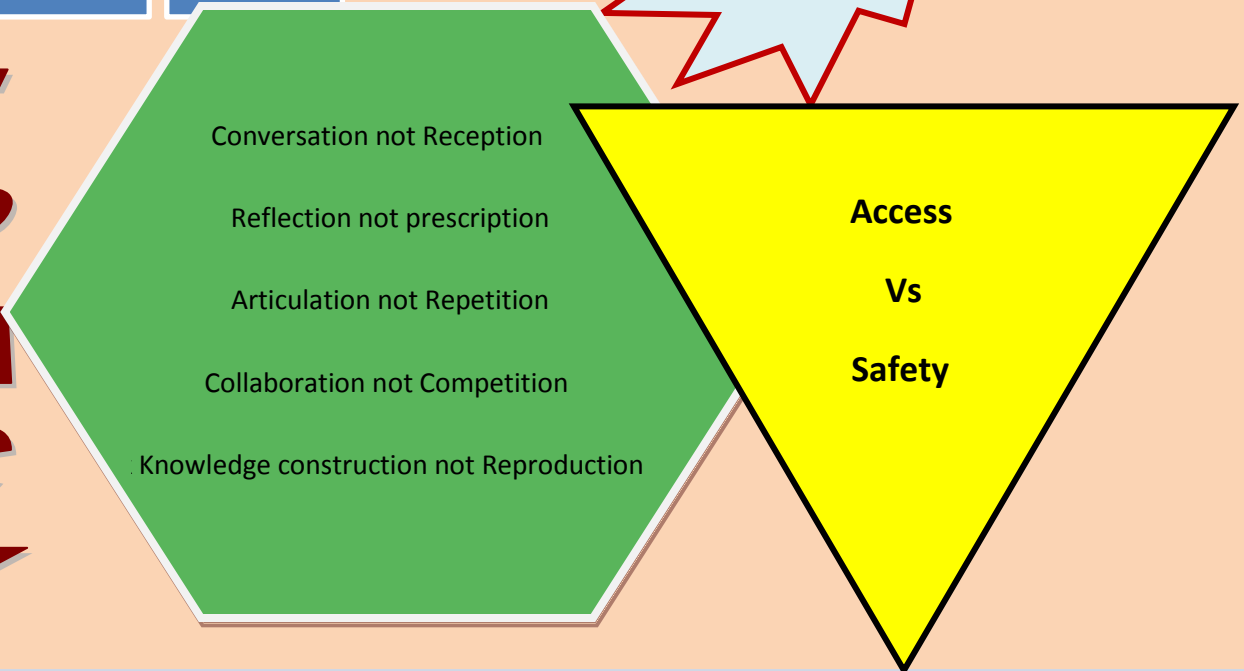 Conversation not Reception
Reflection not prescription
Articulation not Repetition
Collaboration not Competition
Knowledge construction not Reproduction
Access
Vs
Safety